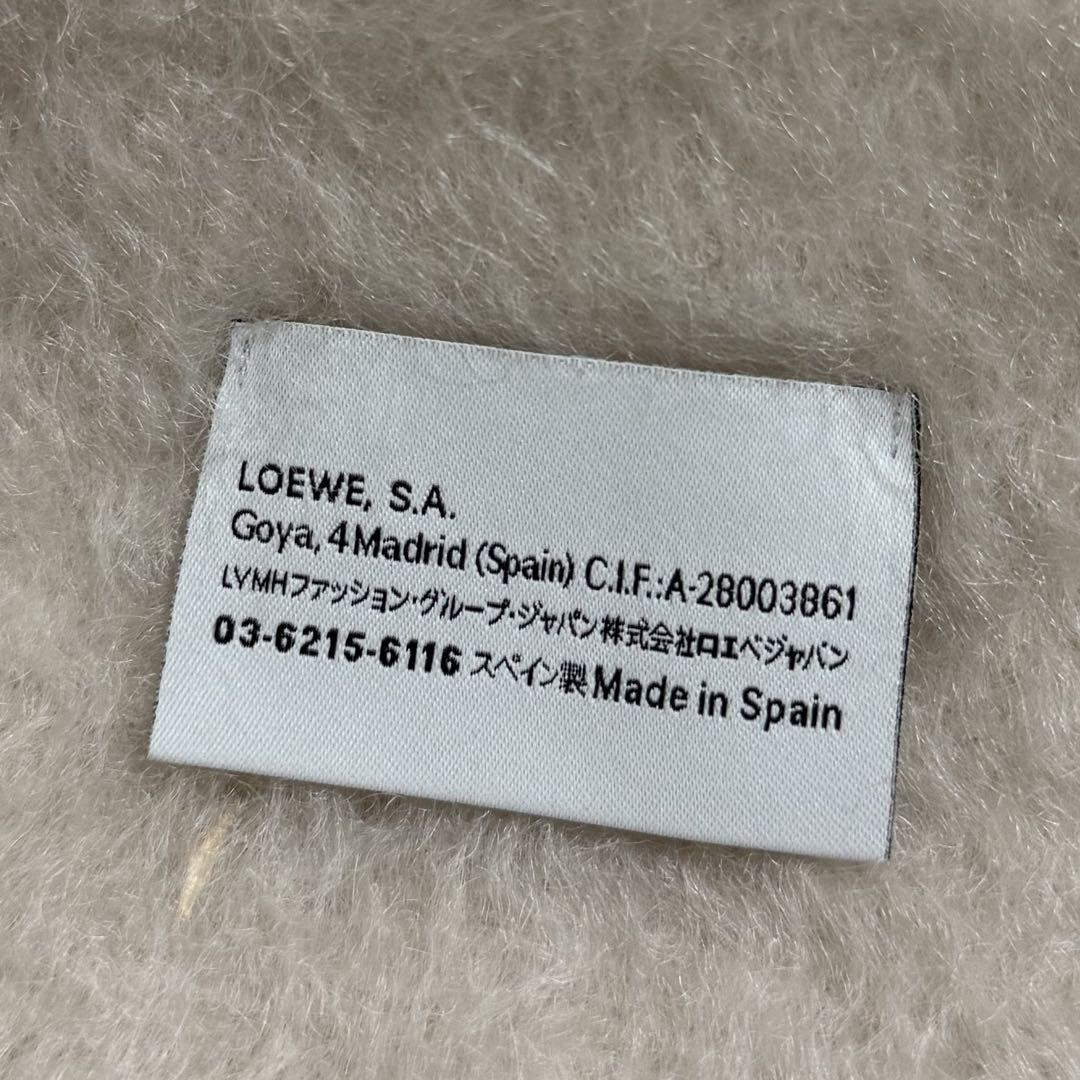 LOEWE, S.A.
Goya, 4 Madrid (Spain) C.I.F.:A-28003861
LVMHファッション・グループ・ジャパン株式会社ロエベジャパン
03-6215-6116 スペイン製 Made in Spain